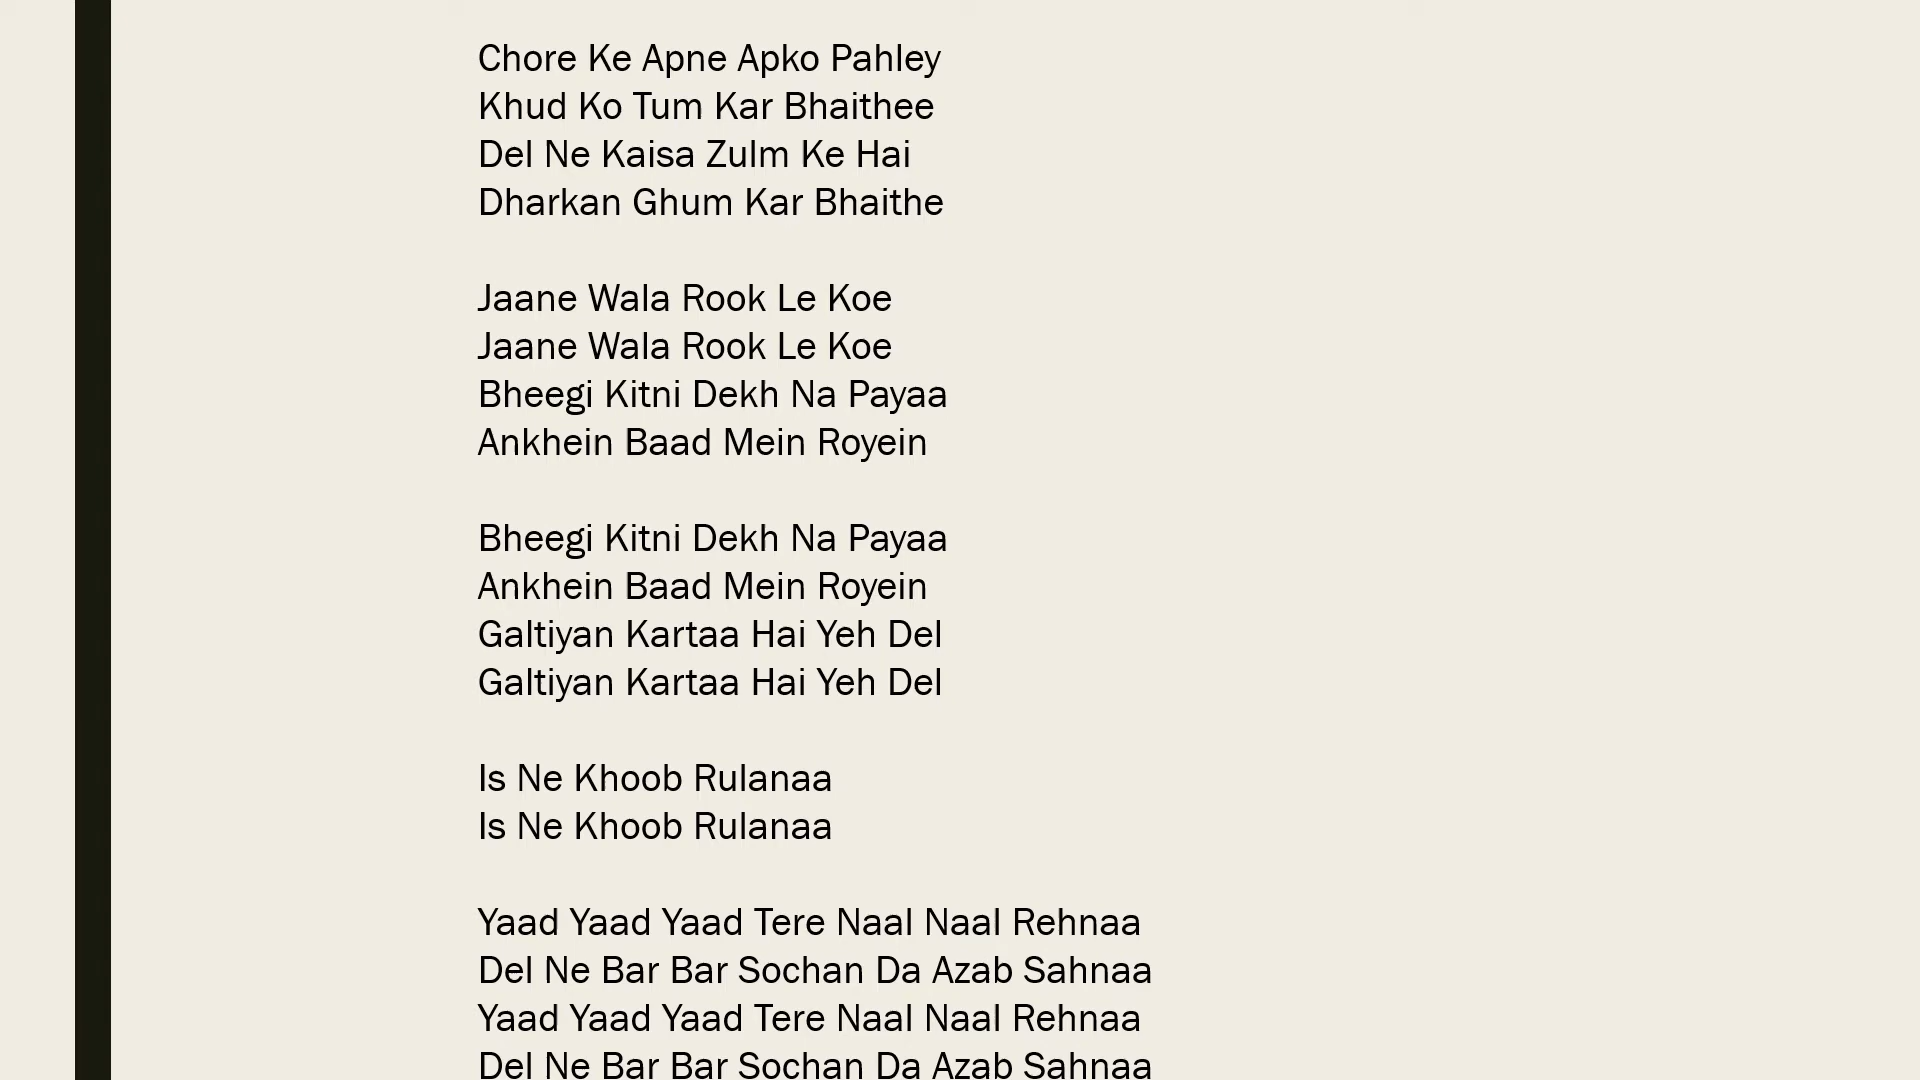 Chore Ke Apne Apko Pahley
Khud Ko Tum Kar Bhaithee
Del Ne Kaisa Zulm Ke Hai
Dharkan Ghum Kar Bhaithe
Jaane Wala Rook Le Koe
Jaane Wala Rook Le Koe
Bheegi Kitni Dekh Na Payaa
Ankhein Baad Mein Royein
Bheegi Kitni Dekh Na Payaa
Ankhein Baad Mein Royein
Galtiyan Kartaa Hai Yeh Del
Galtiyan Kartaa Hai Yeh Del
Is Ne Khoob Rulanaa
Is Ne Khoob Rulanaa
Yaad Yaad Yaad Tere Naal Naal Rehnaa
Del Ne Bar Bar Sochan Da Azab Sahnaa
Yaad Yaad Yaad Tere Naal Naal Rehnaa
Del Ne Bar Bar Sochan Da Azab Sahnaa